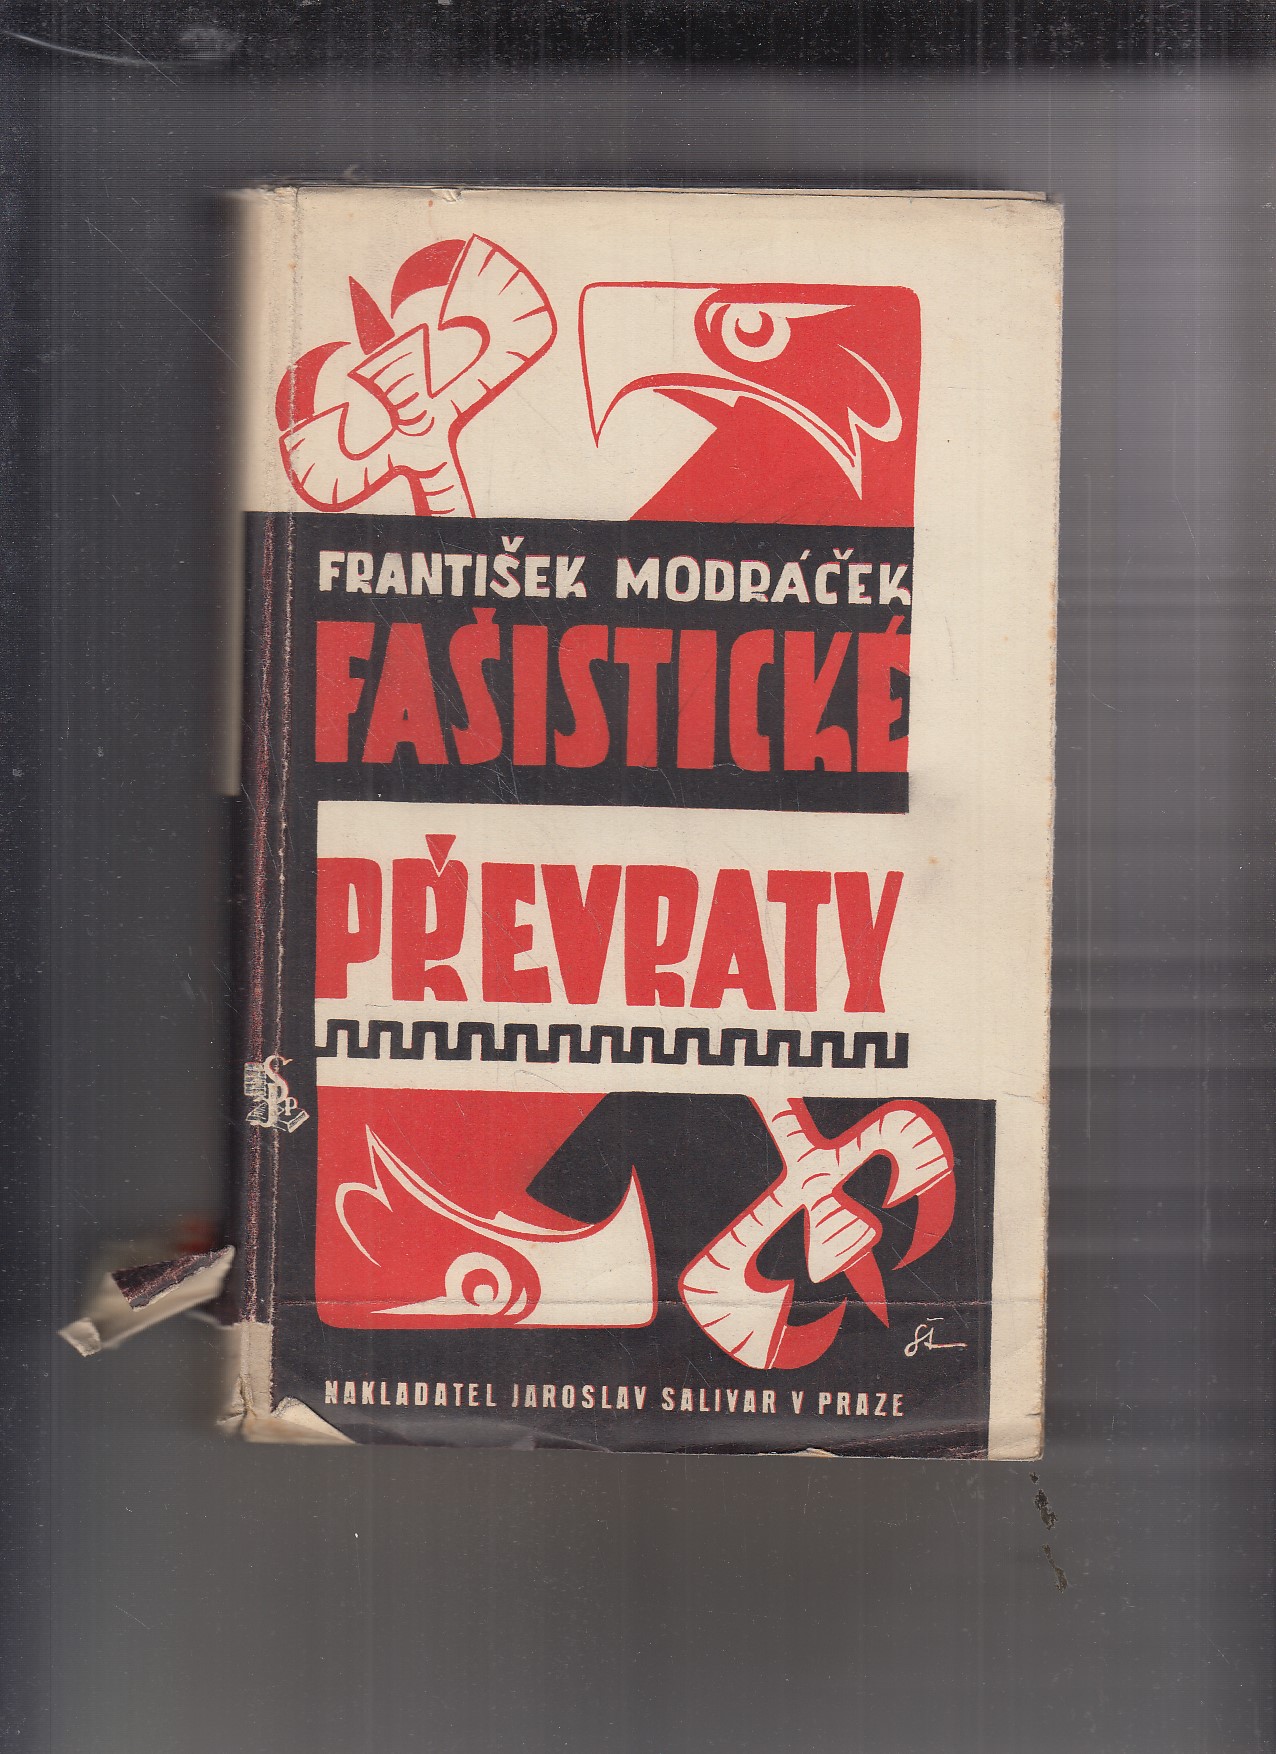 FRANTIŠEK MODRÁČEK
FAŠISTICKÉ
PŘEVRATY
NAKLADATEL JAROSLAV SALIVAR V PRAZE